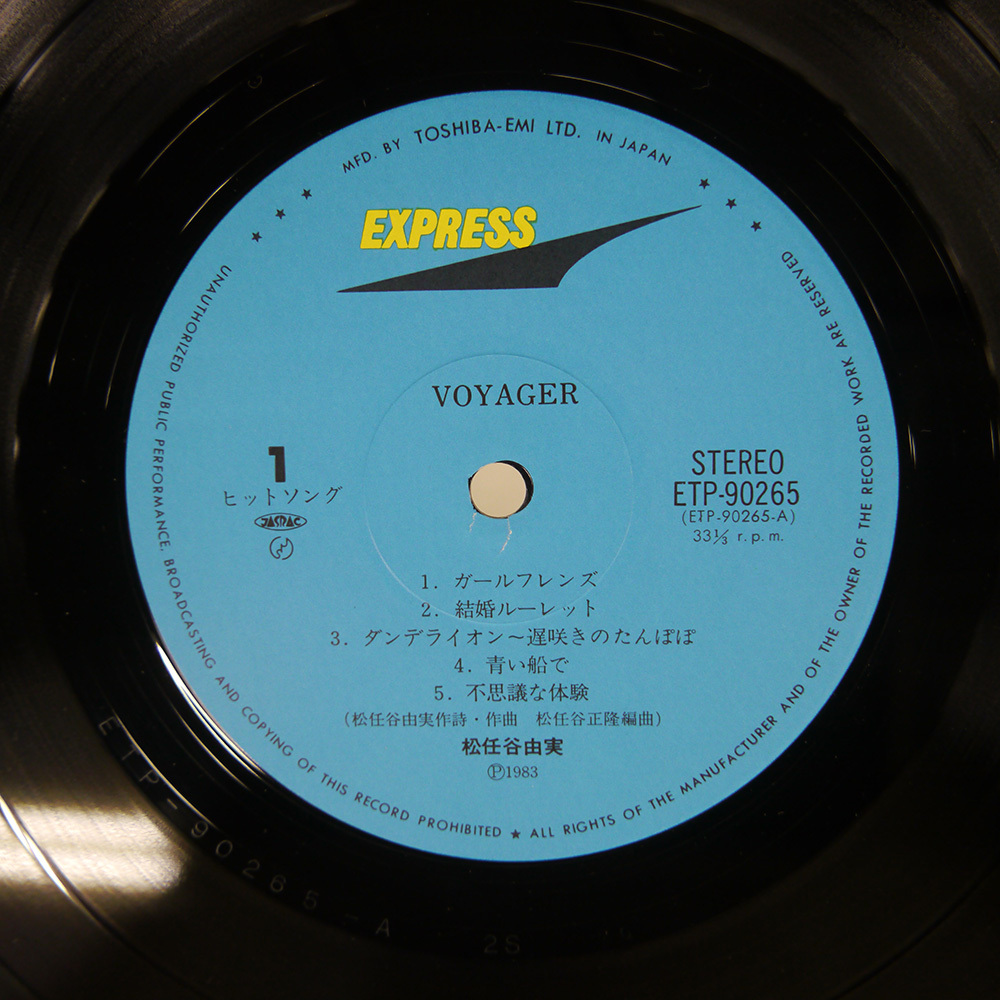 MFD. BY TOSHIBA-EMI LTD. IN JAPAN
EXPRESS
VOYAGER
1
ヒットソング
JASRAC
STEREO
ETP-90265
(ETP-90265-A)
33⅓ r.p.m.
1. ガールフレンズ
2. 結婚ルーレット
3. ダンデライオン〜遅咲きのたんぽぽ
4. 青い船で
5. 不思議な体験
(松任谷由実作詩・作曲　松任谷正隆編曲)
松任谷由実
Ⓟ1983
UNAUTHORIZED PUBLIC PERFORMANCE, BROADCASTING AND COPYING OF THIS RECORD PROHIBITED ★ ALL RIGHTS OF THE MANUFACTURER AND OF THE OWNER OF THE RECORDED WORK ARE RESERVED
ETP-90265-A 2S